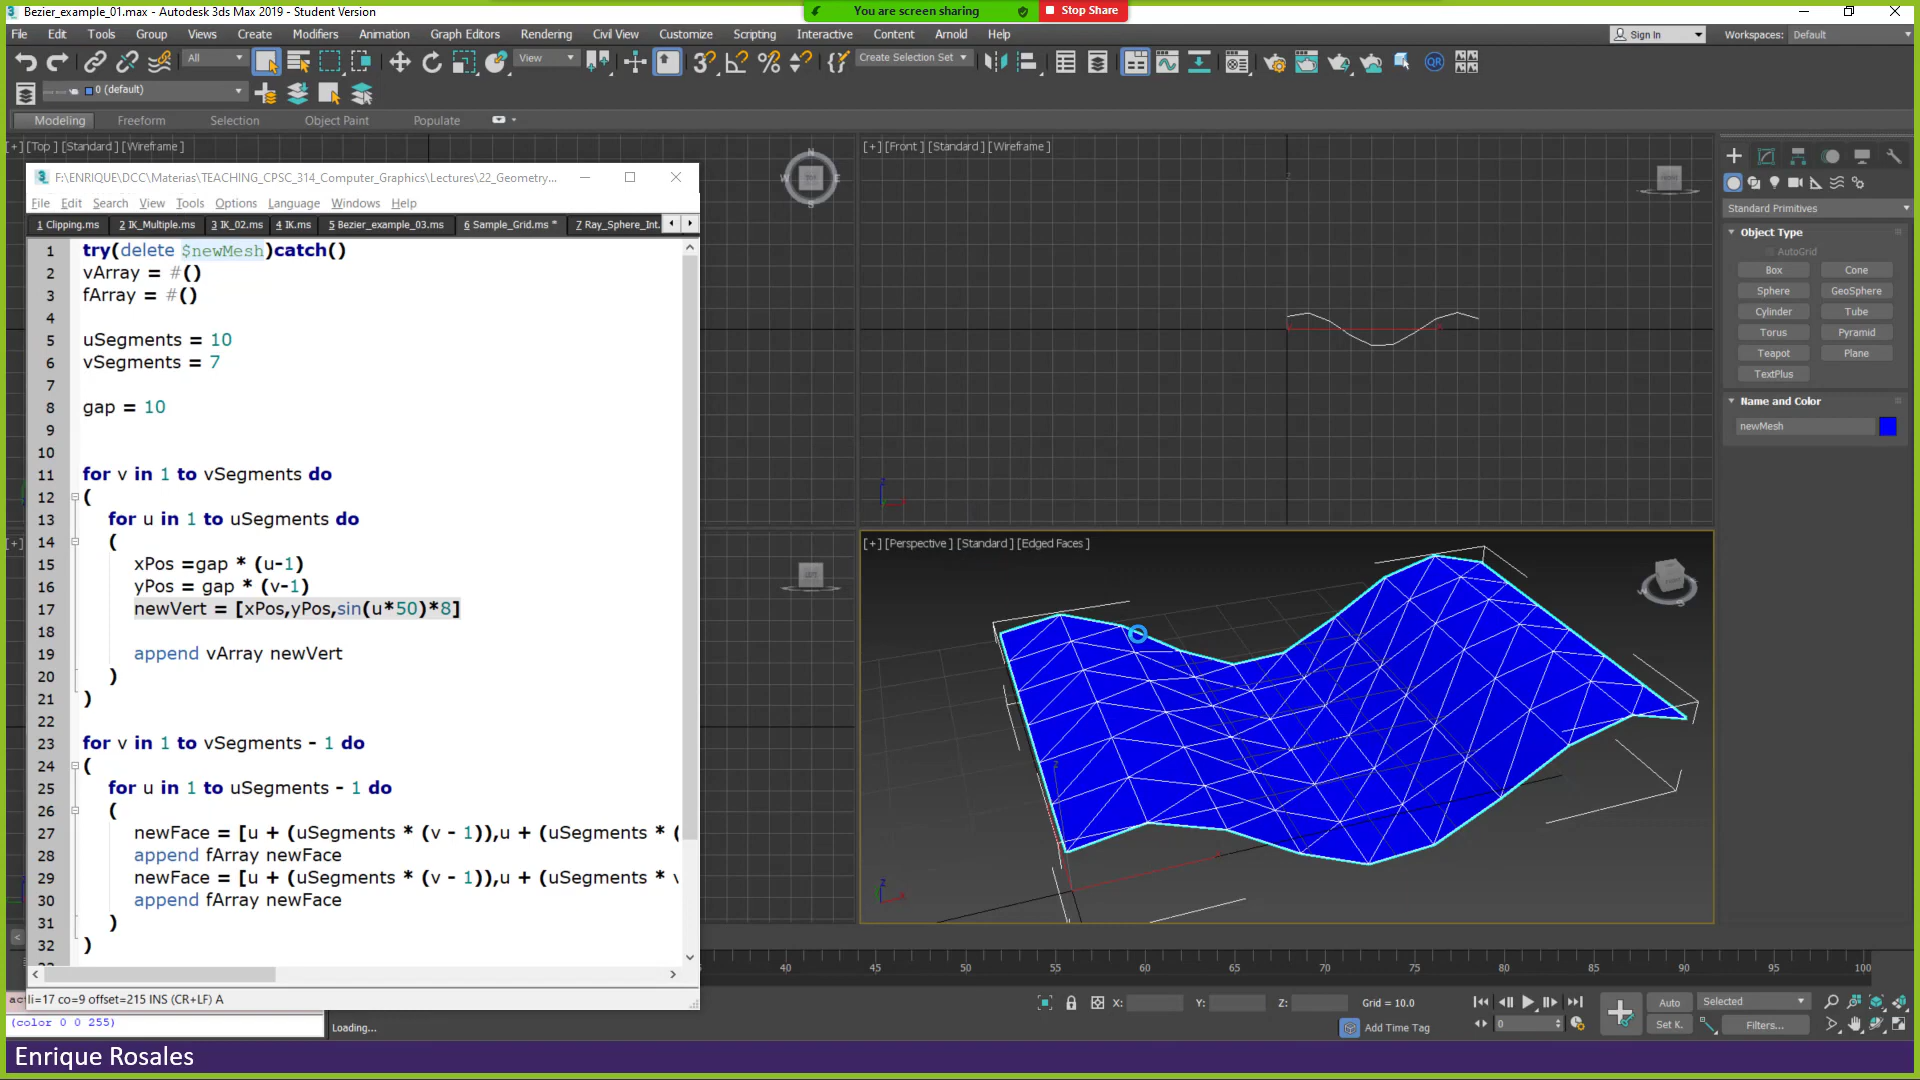 Bezier_example_01.max - Autodesk 3ds Max 2019 - Student Version
You are screen sharing
Stop Share
File Edit Tools Group Views Create Modifiers Animation Graph Editors Rendering Civil View Customize Scripting Interactive Content Arnold Help
Sign In
Workspaces: Default
All
View
Create Selection Set
QR
0 (default)
Modeling Freeform Selection Object Paint Populate
[+] [Top ] [Standard ] [Wireframe ]
[+] [Front ] [Standard ] [Wireframe ]
F:\ENRIQUE\DCC\Materias\TEACHING_CPSC_314_Computer_Graphics\Lectures\22_Geometry...
File Edit Search View Tools Options Language Windows Help
1 Clipping.ms 2 IK_Multiple.ms 3 IK_02.ms 4 IK.ms 5 Bezier_example_03.ms 6 Sample_Grid.ms * 7 Ray_Sphere_Int.
1 try(delete $newMesh)catch()
2 vArray = #()
3 fArray = #()
4
5 uSegments = 10
6 vSegments = 7
7
8 gap = 10
9
10
11 for v in 1 to vSegments do
12 (
13 for u in 1 to uSegments do
14 (
15 xPos =gap * (u-1)
16 yPos = gap * (v-1)
17 newVert = [xPos,yPos,sin(u*50)*8]
18
19 append vArray newVert
20 )
21 )
22
23 for v in 1 to vSegments - 1 do
24 (
25 for u in 1 to uSegments - 1 do
26 (
27 newFace = [u + (uSegments * (v - 1)),u + (uSegments * (
28 append fArray newFace
29 newFace = [u + (uSegments * (v - 1)),u + (uSegments * v
30 append fArray newFace
31 )
32 )
li=17 co=9 offset=215 INS (CR+LF) A
(color 0 0 255)
Loading...
[+] [Perspective ] [Standard ] [Edged Faces ]
Standard Primitives
Object Type
AutoGrid
Box Cone
Sphere GeoSphere
Cylinder Tube
Torus Pyramid
Teapot Plane
TextPlus
Name and Color
newMesh
40 45 50 55 60 65 70 75 80 85 90 95 100
X: Y: Z: Grid = 10.0
Add Time Tag
0
Auto Selected
Set K. Filters...
Enrique Rosales